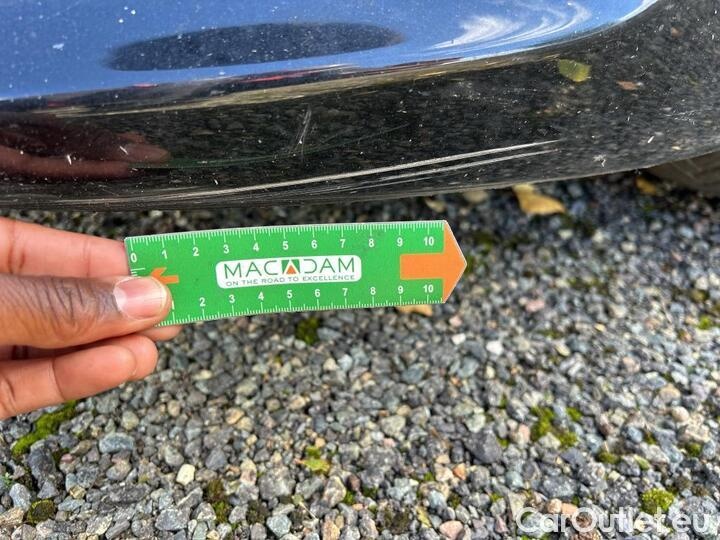 0 1 2 3 4 5 6 7 8 9 10
MACADAM
ON THE ROAD TO EXCELLENCE
1 2 3 4 5 6 7 8 9 10
CarOutlet.eu